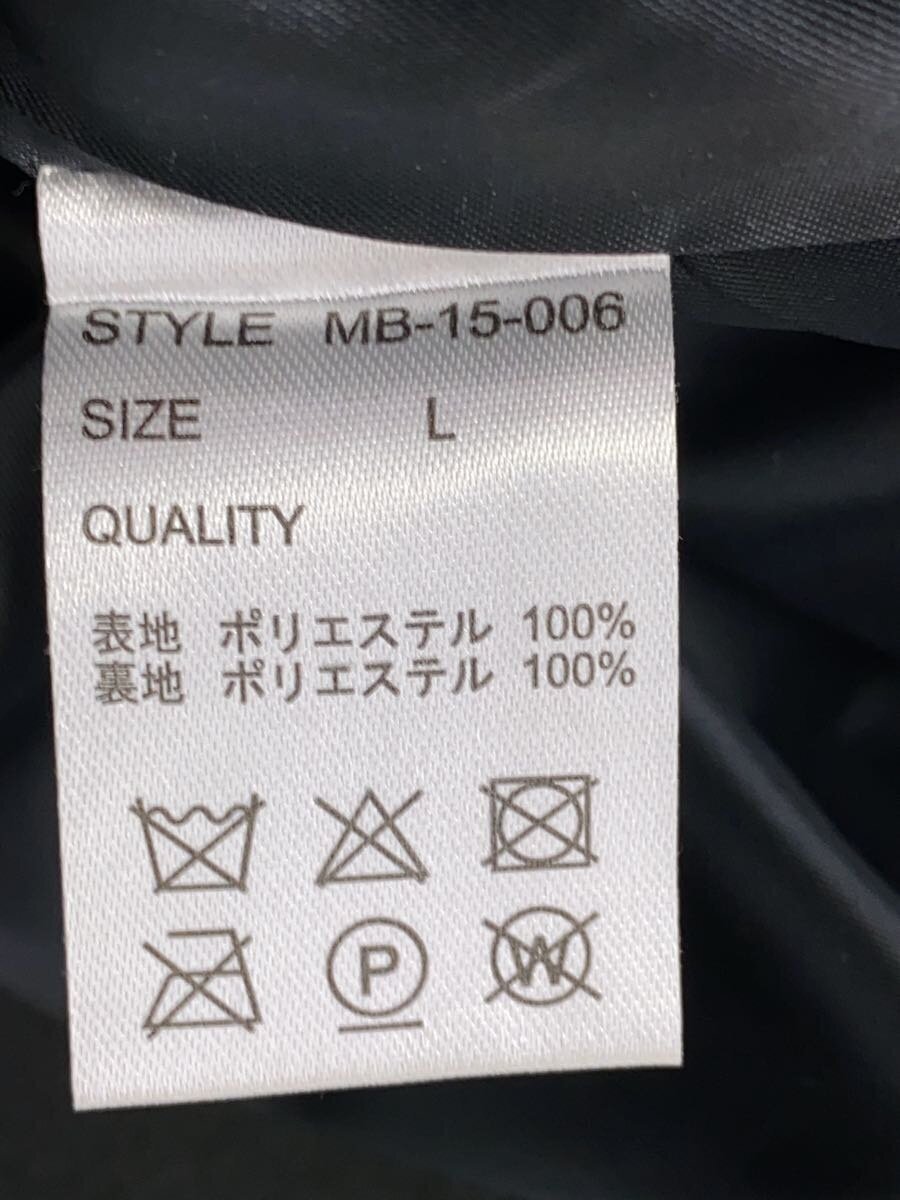 STYLE MB-15-006
SIZE L
QUALITY
表地 ポリエステル 100%
裏地 ポリエステル 100%
P W